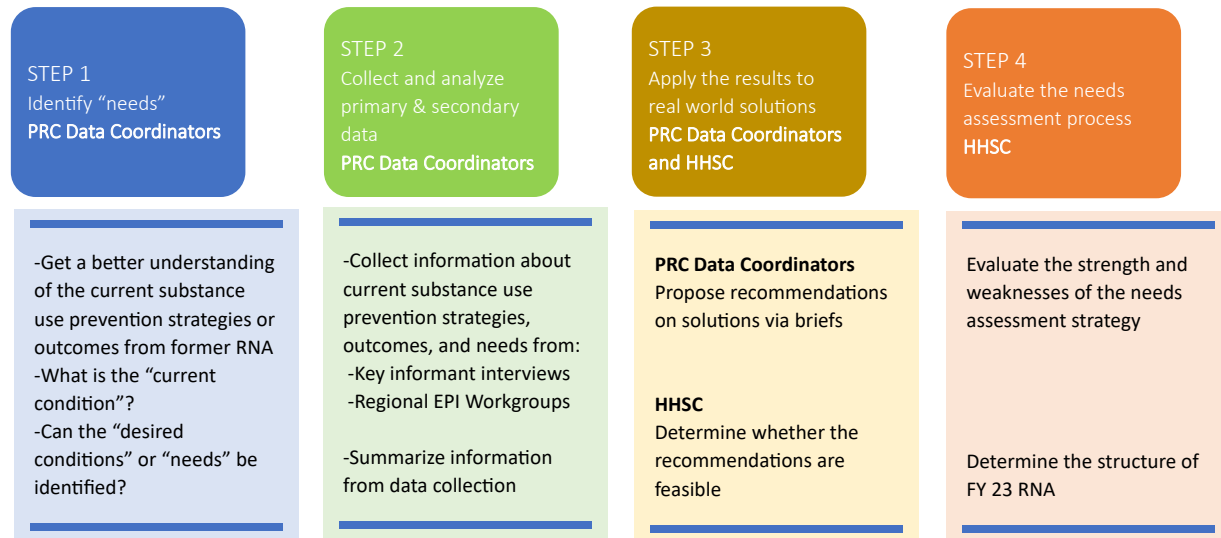 STEP 1
Identify “needs”
PRC Data Coordinators
-Get a better understanding
of the current substance
use prevention strategies or
outcomes from former RNA
-What is the “current
condition”?
-Can the “desired
conditions” or “needs” be
identified?
STEP 2
Collect and analyze
primary & secondary
data
PRC Data Coordinators
-Collect information about
current substance use
prevention strategies,
outcomes, and needs from:
-Key informant interviews
-Regional EPI Workgroups
-Summarize information
from data collection
STEP 3
Apply the results to
real world solutions
PRC Data Coordinators
and HHSC
PRC Data Coordinators
Propose recommendations
on solutions via briefs
HHSC
Determine whether the
recommendations are
feasible
STEP 4
Evaluate the needs
assessment process
HHSC
Evaluate the strength and
weaknesses of the needs
assessment strategy
Determine the structure of
FY 23 RNA